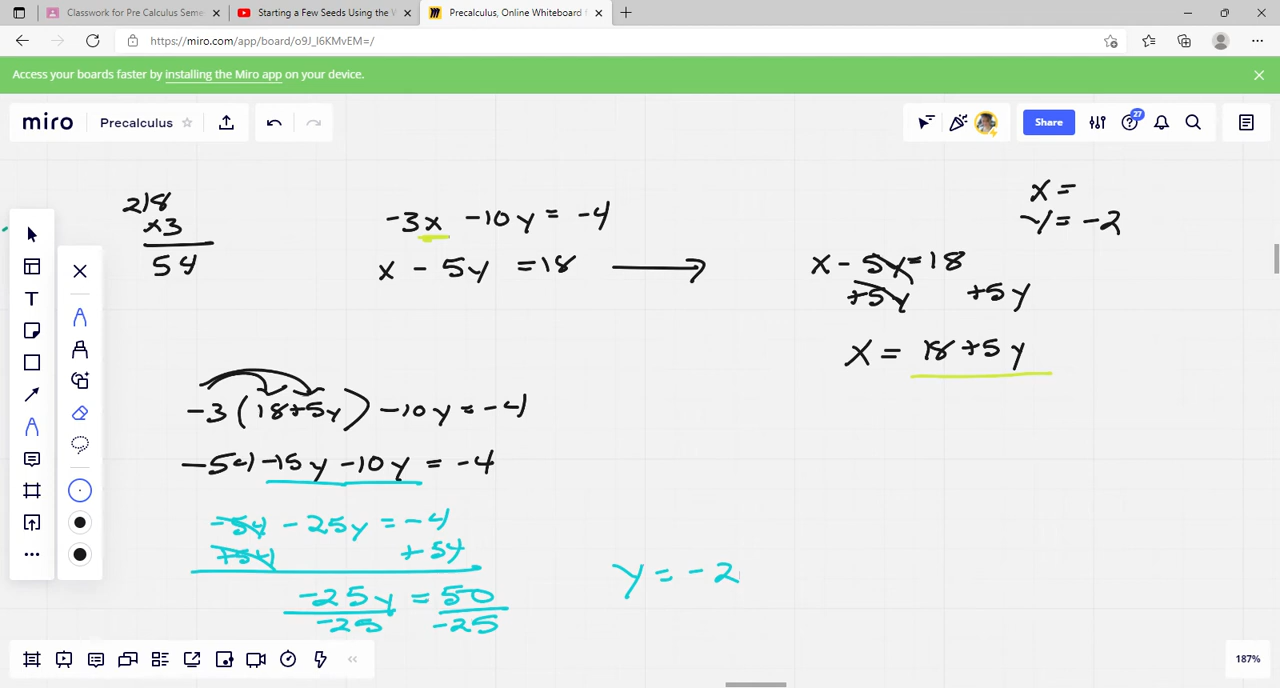 Classwork for Pre Calculus Seme
Starting a Few Seeds Using the W
Precalculus, Online Whiteboard f
https://miro.com/app/board/o9J_l6KMvEM=/
Access your boards faster by installing the Miro app on your device.
miro
Precalculus
Share
27
218
x3
54
-3x -10y = -4
x - 5y = 18
x =
y = -2
x - 5y = 18
+5y +5y
x = 18+5y
-3(18+5y)-10y=-4
-54-15y-10y = -4
-54 - 25y = -4
+54 +54
-25y = 50
-25 -25
y = -2
T
187%